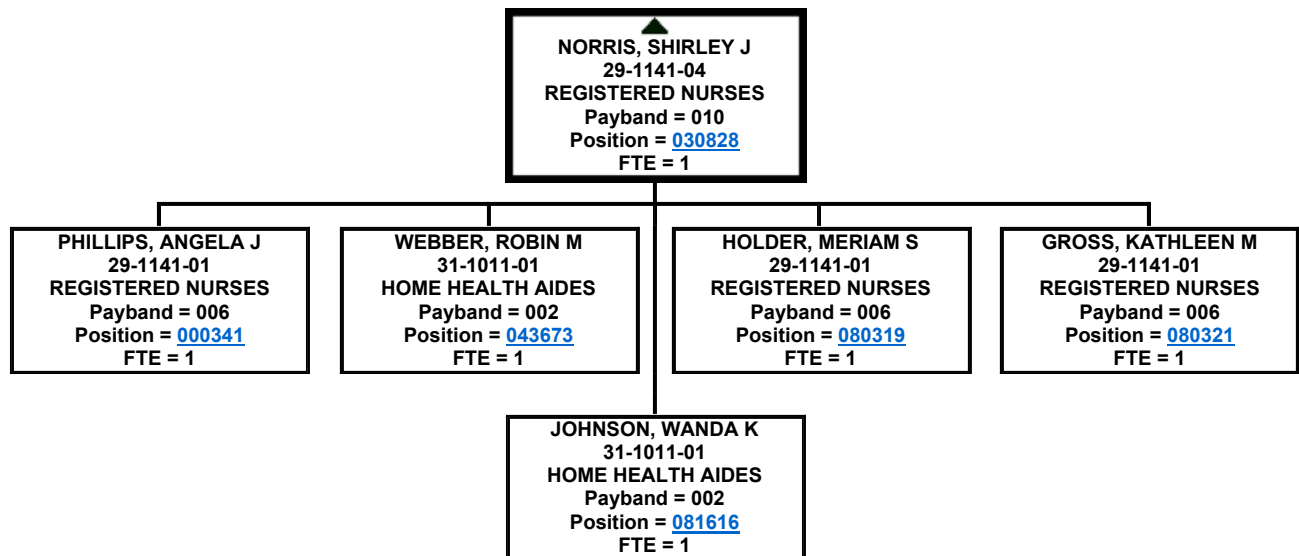 NORRIS, SHIRLEY J
29-1141-04
REGISTERED NURSES
Payband = 010
Position = 030828
FTE = 1
PHILLIPS, ANGELA J
29-1141-01
REGISTERED NURSES
Payband = 006
Position = 000341
FTE = 1
WEBBER, ROBIN M
31-1011-01
HOME HEALTH AIDES
Payband = 002
Position = 043673
FTE = 1
HOLDER, MERIAM S
29-1141-01
REGISTERED NURSES
Payband = 006
Position = 080319
FTE = 1
GROSS, KATHLEEN M
29-1141-01
REGISTERED NURSES
Payband = 006
Position = 080321
FTE = 1
JOHNSON, WANDA K
31-1011-01
HOME HEALTH AIDES
Payband = 002
Position = 081616
FTE = 1